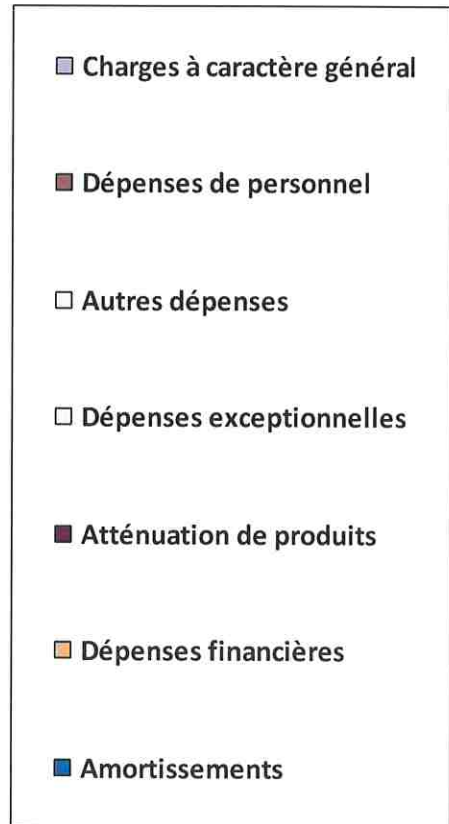 Charges à caractère général
Dépenses de personnel
Autres dépenses
Dépenses exceptionnelles
Atténuation de produits
Dépenses financières
Amortissements